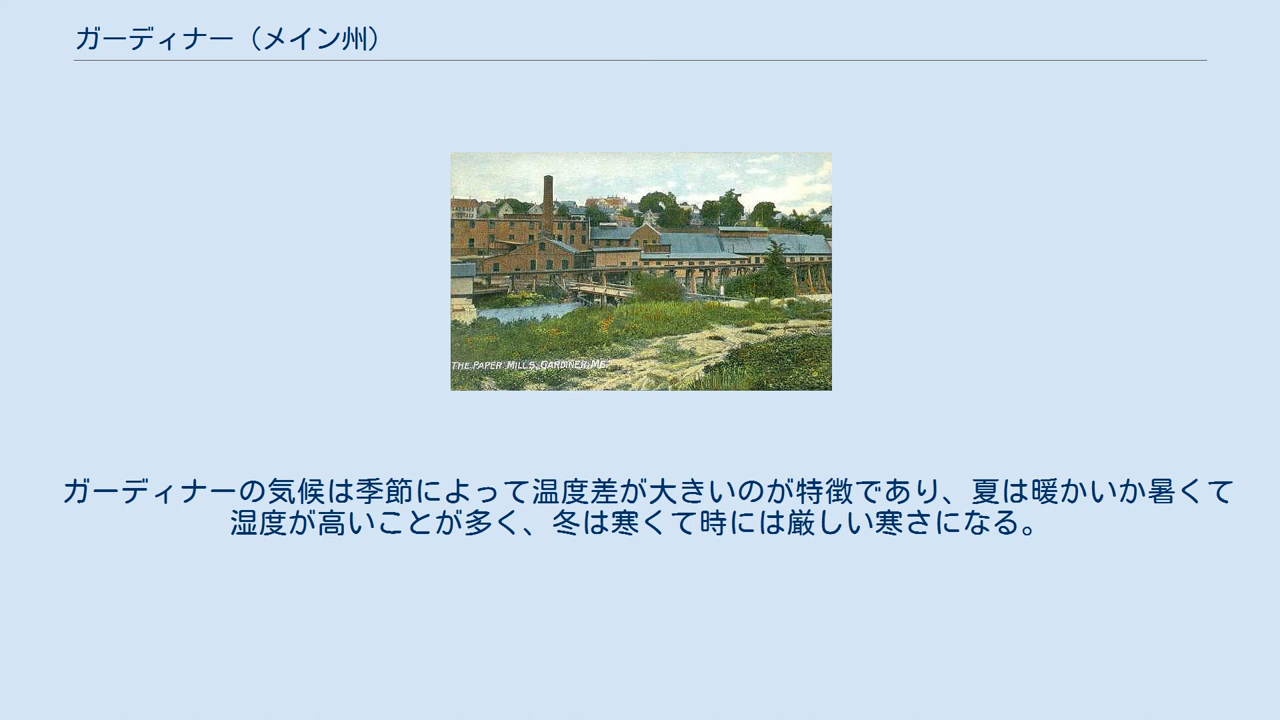 ガーディナー（メイン州）
THE PAPER MILLS, GARDINER, ME.
ガーディナーの気候は季節によって温度差が大きいのが特徴であり、夏は暖かいか暑くて
湿度が高いことが多く、冬は寒くて時には厳しい寒さになる。